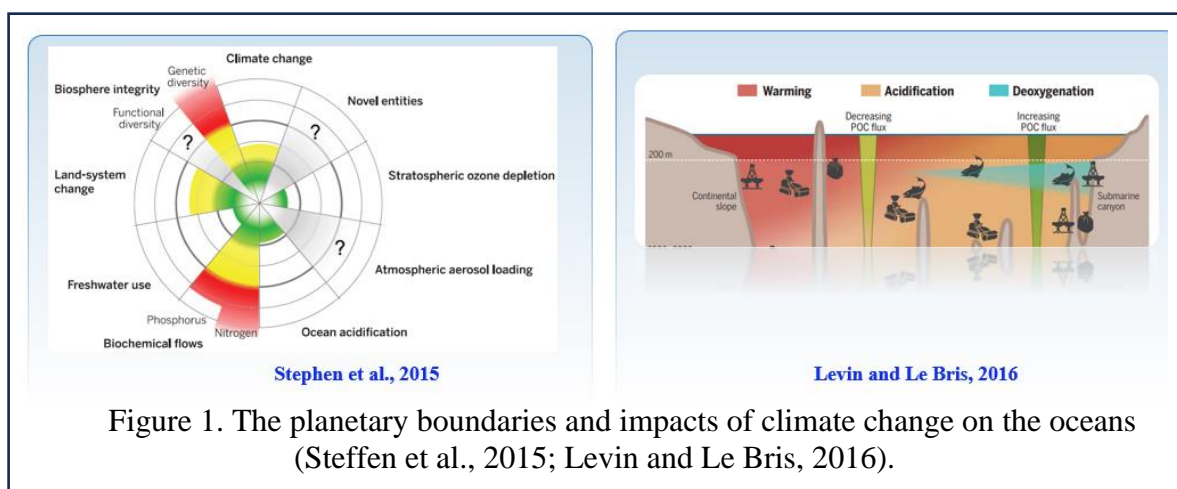 Climate change
Genetic
diversity
Biosphere integrity
Functional
diversity
Novel entities
?
?
Land-system
change
Stratospheric ozone depletion
?
Atmospheric aerosol loading
Freshwater use
Phosphorus
Nitrogen
Biochemical flows
Ocean acidification
Stephen et al., 2015
Warming
Acidification
Deoxygenation
Decreasing
POC flux
Increasing
POC flux
200 m
Continental
slope
Submarine
canyon
Levin and Le Bris, 2016
Figure 1. The planetary boundaries and impacts of climate change on the oceans
(Steffen et al., 2015; Levin and Le Bris, 2016).